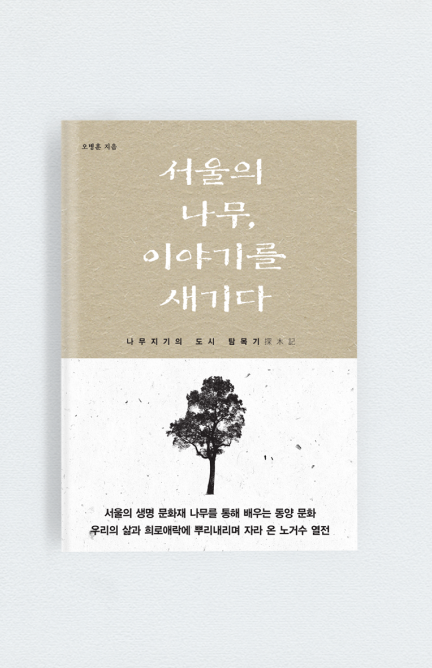 오병훈 지음
서울의
나무,
이야기를
새기다
나무지기의 도시 탐목기探木記
서울의 생명 문화재 나무를 통해 배우는 동양 문화
우리의 삶과 희로애락에 뿌리내리며 자라 온 노거수 열전